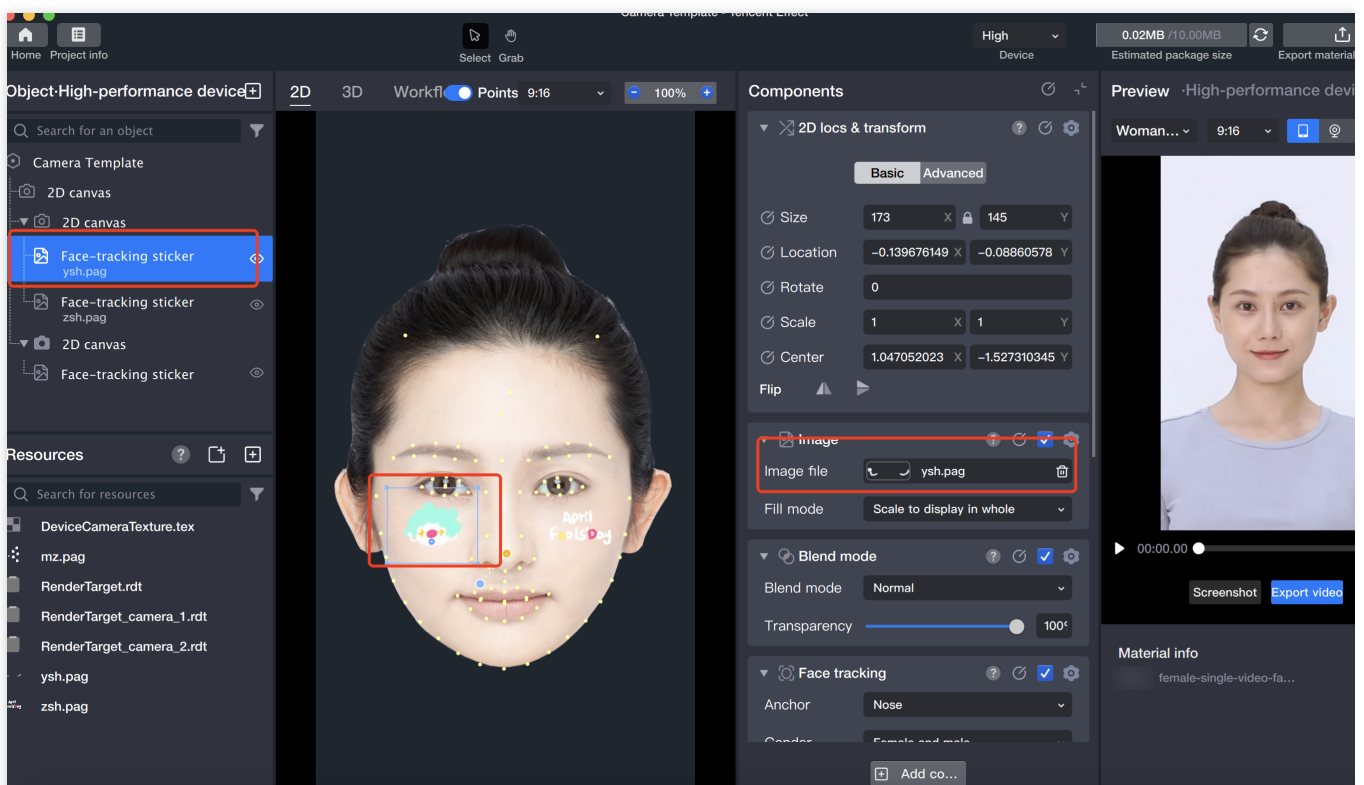 Camera Template - Tencent Effect
Home
Project info
Select
Grab
High
Device
0.02MB /10.00MB
Estimated package size
Export material
Object·High-performance device
Search for an object
Camera Template
2D canvas
2D canvas
Face-tracking sticker
ysh.pag
Face-tracking sticker
zsh.pag
2D canvas
Face-tracking sticker
Resources
Search for resources
DeviceCameraTexture.tex
mz.pag
RenderTarget.rdt
RenderTarget_camera_1.rdt
RenderTarget_camera_2.rdt
ysh.pag
zsh.pag
2D
3D
Workfl
Points
9:16
100%
April
FoolsDay
Components
2D locs & transform
Basic
Advanced
Size 173 X 145 Y
Location -0.139676149 X -0.08860578 Y
Rotate 0
Scale 1 X 1 Y
Center 1.047052023 X -1.527310345 Y
Flip
Image
Image file ysh.pag
Fill mode Scale to display in whole
Blend mode
Blend mode Normal
Transparency 100
Face tracking
Anchor Nose
Gender Female and male
Add co...
Preview ·High-performance devi
Woman... 9:16
00:00.00
Screenshot
Export video
Material info
female-single-video-fa...